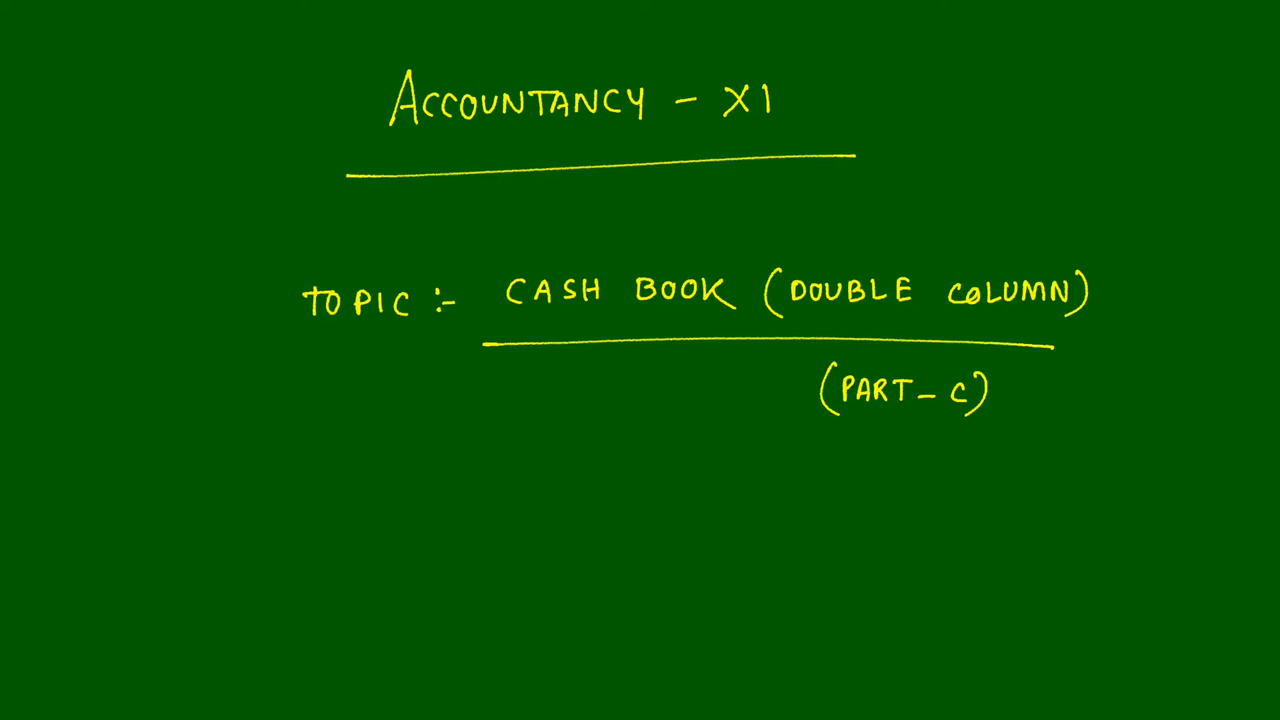 ACCOUNTANCY - XI
TOPIC :- CASH BOOK (DOUBLE COLUMN)
(PART - C)